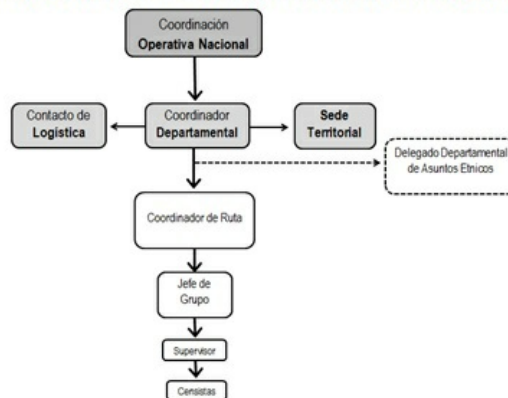 Coordinación
Operativa Nacional
Contacto de
Logística
Coordinador
Departamental
Sede
Territorial
Delegado Departamental
de Asuntos Etnicos
Coordinador de Ruta
Jefe de
Grupo
Supervisor
Censistas